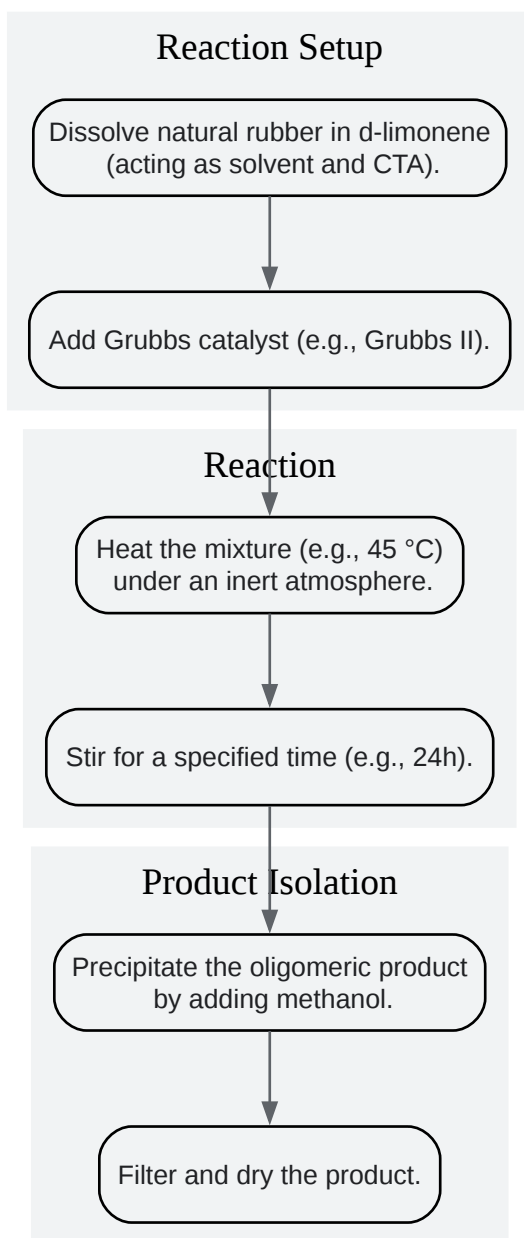 Reaction Setup
Dissolve natural rubber in d-limonene
(acting as solvent and CTA).
Add Grubbs catalyst (e.g., Grubbs II).
Reaction
Heat the mixture (e.g., 45 °C)
under an inert atmosphere.
Stir for a specified time (e.g., 24h).
Product Isolation
Precipitate the oligomeric product
by adding methanol.
Filter and dry the product.